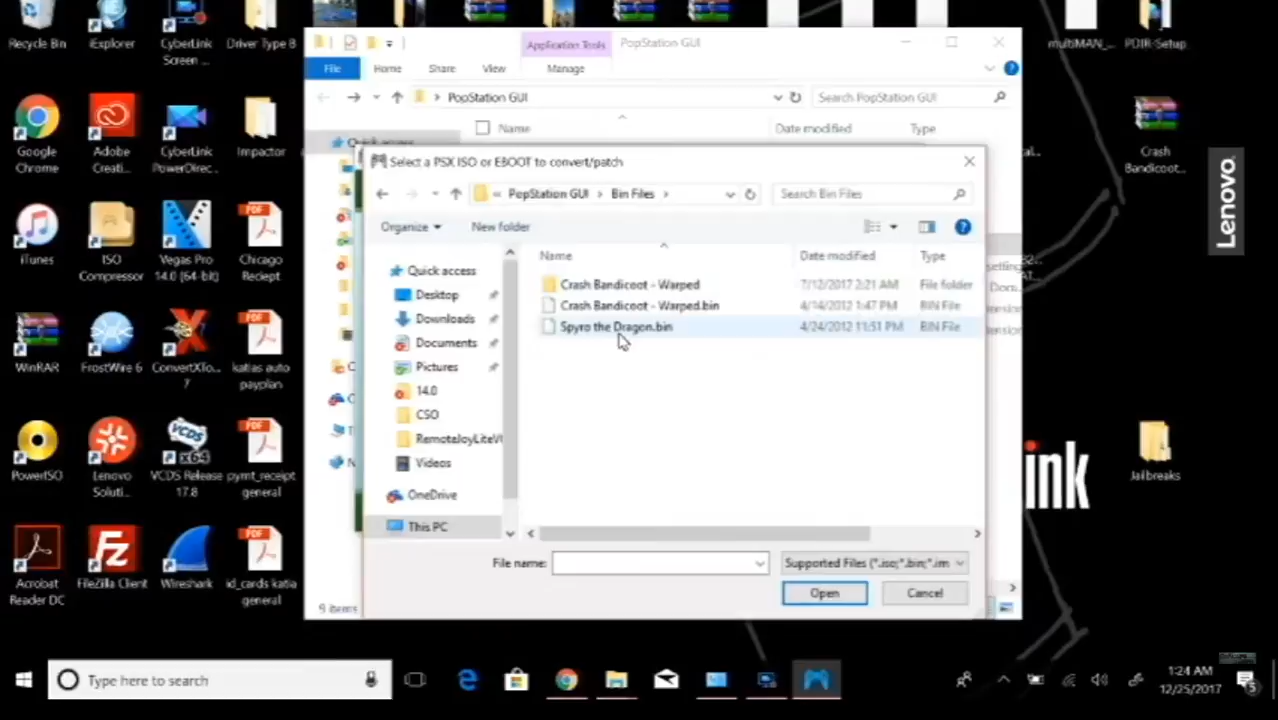 Recycle Bin
iExplorer
CyberLink
Screen ...
Driver Type B
multiMAN_...
PDIR-Setup
Google
Chrome
Adobe
Creati...
CyberLink
PowerDirec...
Impactor
Crash
Bandicoot...
iTunes
ISO
Compressor
Vegas Pro
14.0 (64-bit)
Chicago
Reciept
WinRAR
FrostWire 6
ConvertXTo...
7
katias auto
payplan
PowerISO
Lenovo
Soluti...
VCDS Release
17.8
pymt_receipt
general
Jailbreaks
Acrobat
Reader DC
FileZilla Client
Wireshark
id_cards katia
general
Lenovo
ink
Application Tools
PopStation GUI
File
Home
Share
View
Manage
PopStation GUI
Search PopStation GUI
Name
Date modified
Type
Quick access
Select a PSX ISO or EBOOT to convert/patch
« PopStation GUI > Bin Files >
Search Bin Files
Organize
New folder
Name
Date modified
Type
Quick access
Desktop
Downloads
Documents
Pictures
14.0
CSO
RemoteJoyLiteV
Videos
OneDrive
This PC
Crash Bandicoot - Warped
7/12/2017 2:21 AM
File folder
Crash Bandicoot - Warped.bin
4/14/2012 1:47 PM
BIN File
Spyro the Dragon.bin
4/24/2012 11:51 PM
BIN File
File name:
Supported Files (*.iso;*.bin;*.im
Open
Cancel
9 items
Type here to search
1:24 AM
12/25/2017
5